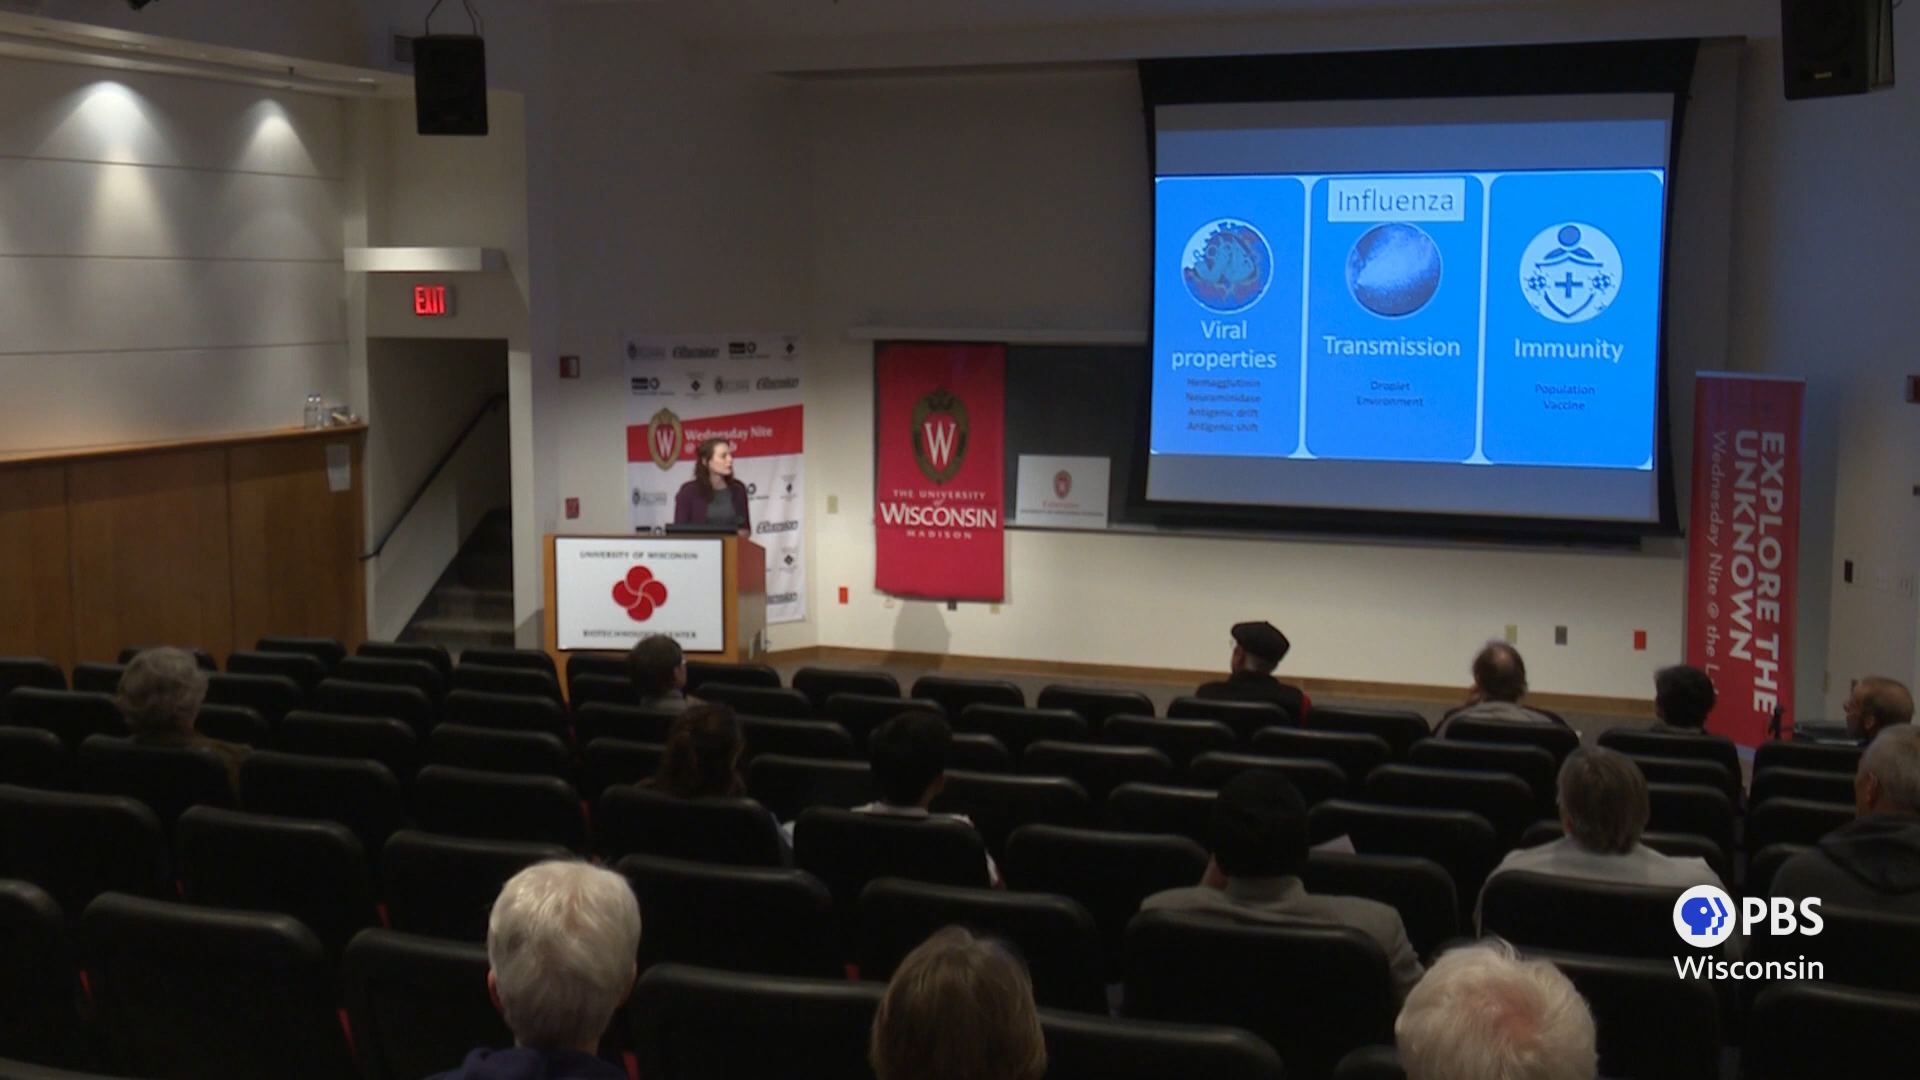 EXIT
Influenza
Viral
properties
Hemagglutinin
Neuraminidase
Antigenic drift
Antigenic shift
Transmission
Droplet
Environment
Immunity
Population
Vaccine
Wednesday Nite
W
THE UNIVERSITY
of
WISCONSIN
MADISON
UNIVERSITY OF WISCONSIN
BIOTECHNOLOGY CENTER
EXPLORE THE
UNKNOWN
Wednesday Nite @ the L
PBS
Wisconsin